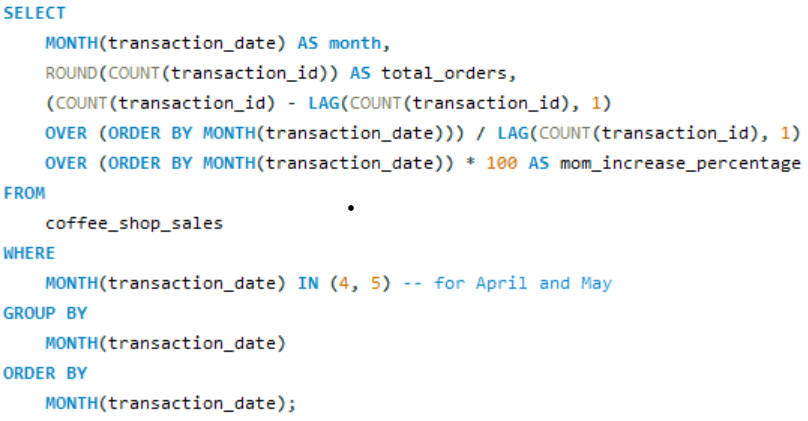 SELECT
    MONTH(transaction_date) AS month,
    ROUND(COUNT(transaction_id)) AS total_orders,
    (COUNT(transaction_id) - LAG(COUNT(transaction_id), 1)
    OVER (ORDER BY MONTH(transaction_date))) / LAG(COUNT(transaction_id), 1)
    OVER (ORDER BY MONTH(transaction_date)) * 100 AS mom_increase_percentage
FROM
    coffee_shop_sales
WHERE
    MONTH(transaction_date) IN (4, 5) -- for April and May
GROUP BY
    MONTH(transaction_date)
ORDER BY
    MONTH(transaction_date);